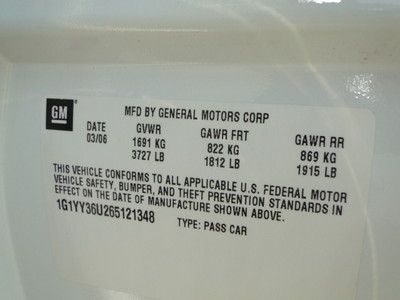 GM
MFD BY GENERAL MOTORS CORP
DATE GVWR GAWR FRT GAWR RR
03/06 1691 KG 822 KG 869 KG
3727 LB 1812 LB 1915 LB
THIS VEHICLE CONFORMS TO ALL APPLICABLE U.S. FEDERAL MOTOR
VEHICLE SAFETY, BUMPER, AND THEFT PREVENTION STANDARDS IN
EFFECT ON THE DATE OF MANUFACTURE SHOWN ABOVE.
1G1YY36U265121348 TYPE: PASS CAR